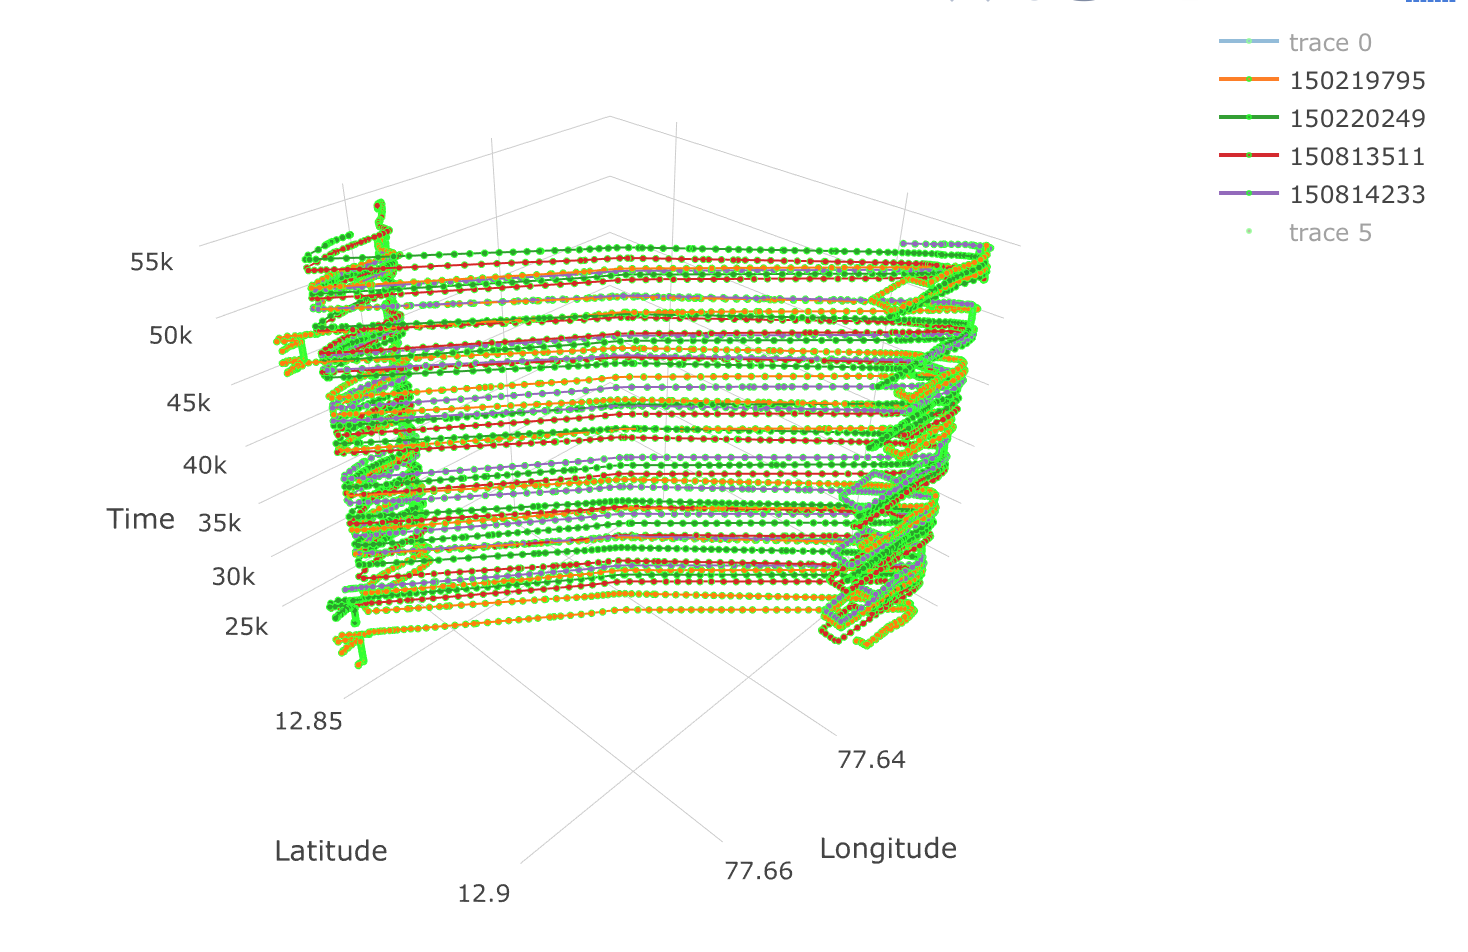 trace 0
150219795
150220249
150813511
150814233
trace 5
55k
50k
45k
40k
Time
35k
30k
25k
12.85
77.64
Latitude
Longitude
77.66
12.9